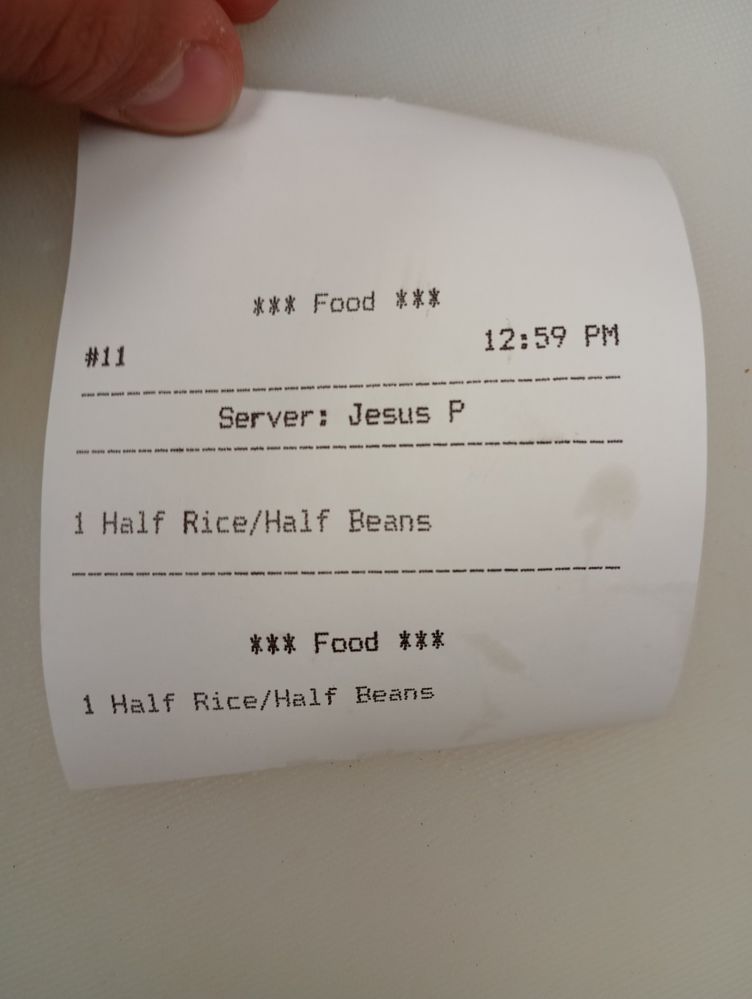 *** Food ***
#11 12:59 PM
Server: Jesus P
1 Half Rice/Half Beans
*** Food ***
1 Half Rice/Half Beans